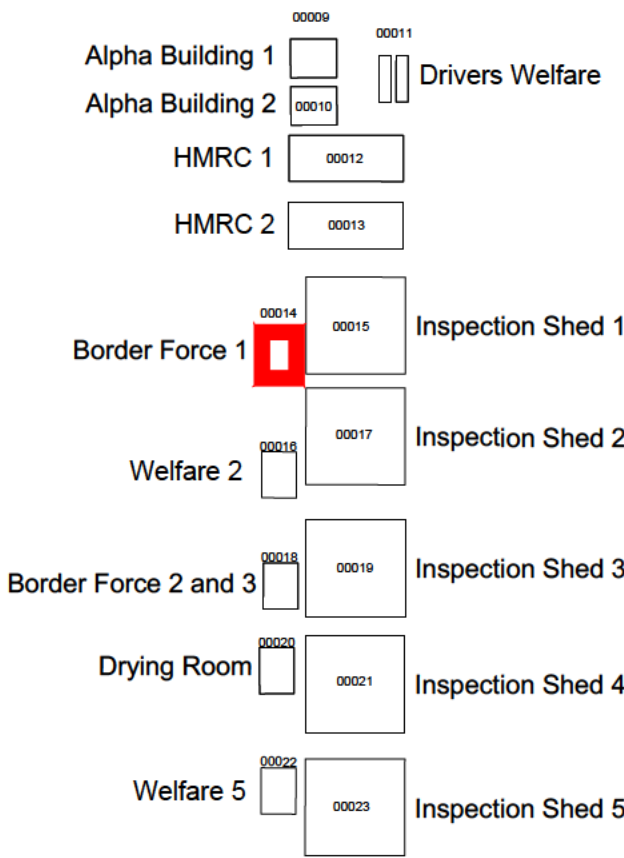 00009
00011
Alpha Building 1
Drivers Welfare
Alpha Building 2
00010
HMRC 1
00012
HMRC 2
00013
00014
00015
Inspection Shed 1
Border Force 1
00017
Inspection Shed 2
00016
Welfare 2
00018
00019
Inspection Shed 3
Border Force 2 and 3
00020
Drying Room
00021
Inspection Shed 4
00022
Welfare 5
00023
Inspection Shed 5